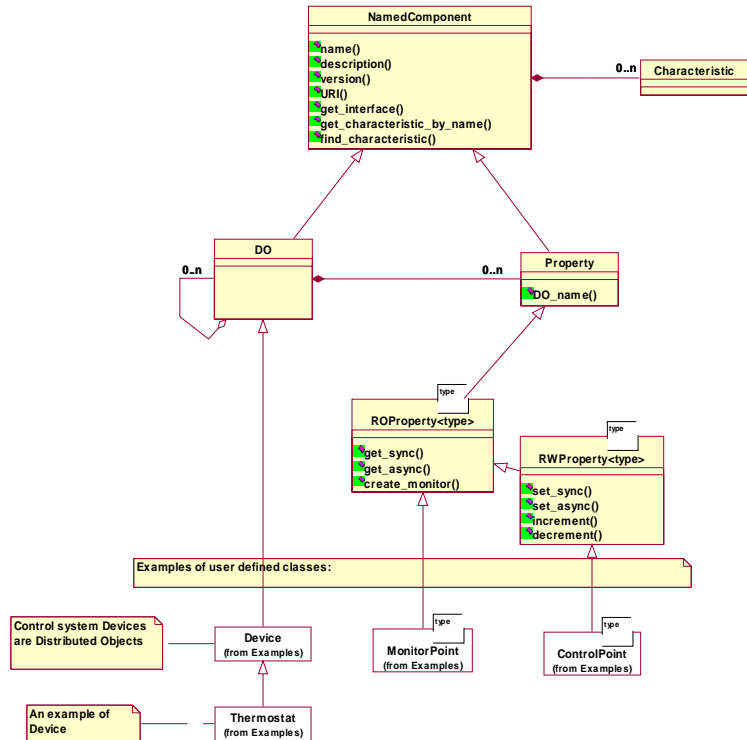 NamedComponent
name()
description()
version()
URI()
get_interface()
get_characteristic_by_name()
find_characteristic()
0..n
Characteristic
DO
0..n
0..n
Property
DO_name()
type
ROProperty<type>
get_sync()
get_async()
create_monitor()
type
RWProperty<type>
set_sync()
set_async()
increment()
decrement()
Examples of user defined classes:
Control system Devices
are Distributed Objects
Device
(from Examples)
type
MonitorPoint
(from Examples)
type
ControlPoint
(from Examples)
An example of
Device
Thermostat
(from Examples)